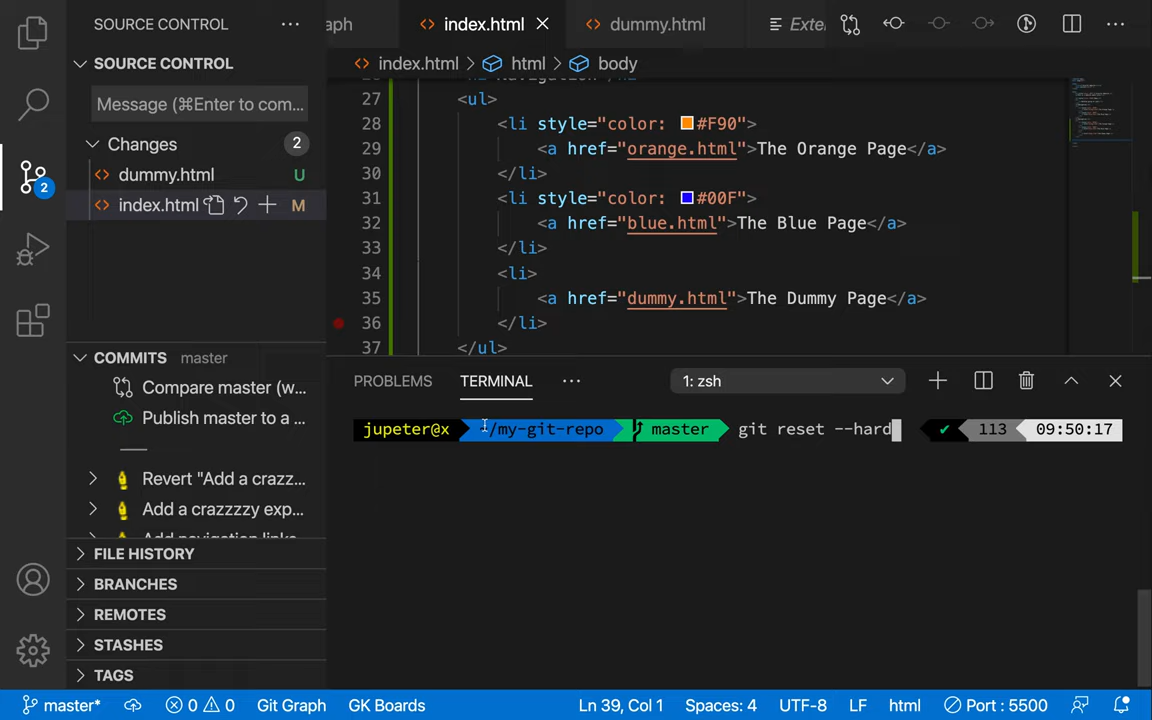 SOURCE CONTROL
SOURCE CONTROL
Message (⌘Enter to com...
Changes
2
dummy.html U
index.html M
2
COMMITS master
Compare master (w...
Publish master to a ...
Revert "Add a crazz...
Add a crazzzzy exp...
Add navigation links
FILE HISTORY
BRANCHES
REMOTES
STASHES
TAGS
aph
index.html
dummy.html
Exte
index.html > html > body
27 <ul>
28 <li style="color: #F90">
29 <a href="orange.html">The Orange Page</a>
30 </li>
31 <li style="color: #00F">
32 <a href="blue.html">The Blue Page</a>
33 </li>
34 <li>
35 <a href="dummy.html">The Dummy Page</a>
36 </li>
37 </ul>
PROBLEMS TERMINAL ...
1: zsh
jupeter@x ~/my-git-repo master git reset --hard ✔ 113 09:50:17
master* 0 0 Git Graph GK Boards Ln 39, Col 1 Spaces: 4 UTF-8 LF html Port : 5500